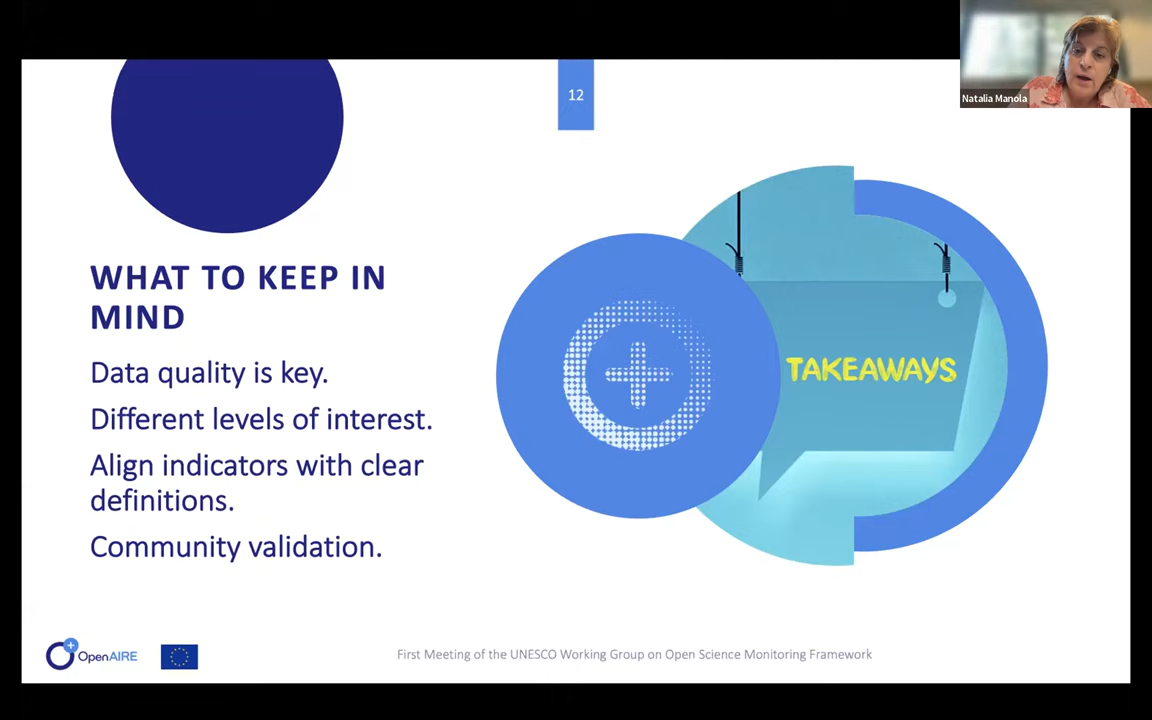 12
Natalia Manola
WHAT TO KEEP IN
MIND
Data quality is key.
Different levels of interest.
Align indicators with clear
definitions.
Community validation.
TAKEAWAYS
OpenAIRE
First Meeting of the UNESCO Working Group on Open Science Monitoring Framework